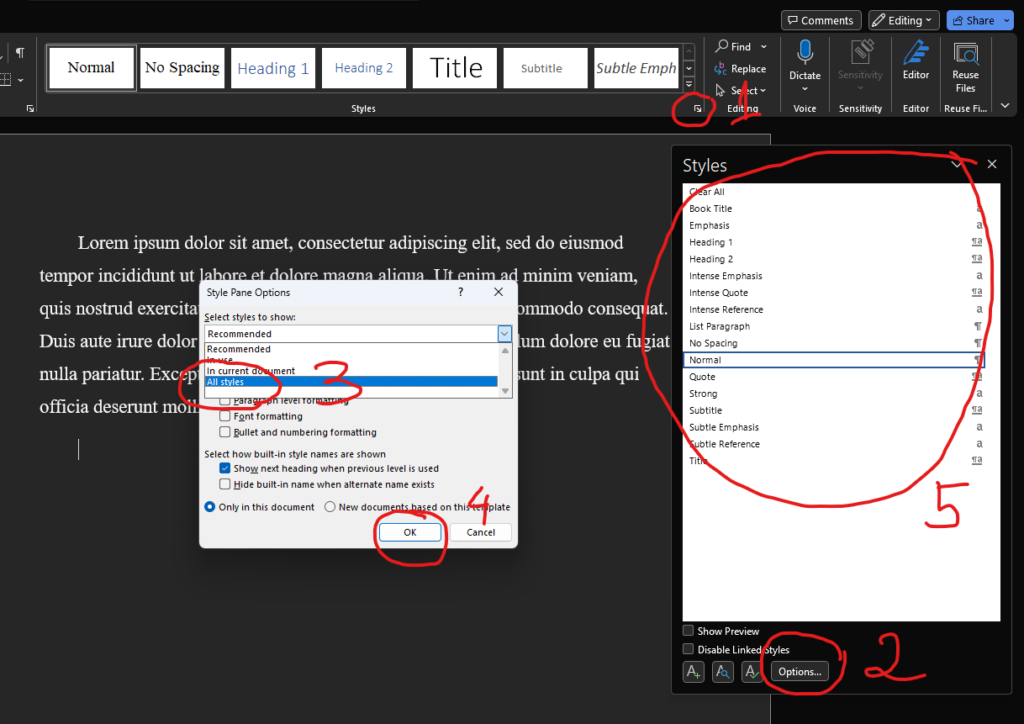 Comments Editing Share
¶ Normal No Spacing Heading 1 Heading 2 Title Subtitle Subtle Emph
Find
Replace
Select
Dictate
Sensitivity
Editor
Reuse
Files
Styles Editing Voice Sensitivity Editor Reuse Fi...
1
Lorem ipsum dolor sit amet, consectetur adipiscing elit, sed do eiusmod
tempor incididunt ut labore et dolore magna aliqua. Ut enim ad minim veniam,
quis nostrud exercita ommodo consequat.
Duis aute irure dolor lum dolore eu fugiat
nulla pariatur. Excep sunt in culpa qui
officia deserunt moll
Style Pane Options ?
Select styles to show:
Recommended
Recommended
In use
In current document
All styles
3
Paragraph level formatting
Font formatting
Bullet and numbering formatting
Select how built-in style names are shown
Show next heading when previous level is used
Hide built-in name when alternate name exists
Only in this document New documents based on this template
4
OK Cancel
Styles
Clear All
Book Title a
Emphasis a
Heading 1 ¶a
Heading 2 ¶a
Intense Emphasis a
Intense Quote ¶a
Intense Reference a
List Paragraph ¶
No Spacing ¶
Normal ¶
Quote ¶a
Strong a
Subtitle ¶a
Subtle Emphasis a
Subtle Reference a
Title ¶a
5
Show Preview
Disable Linked Styles
Options...
2